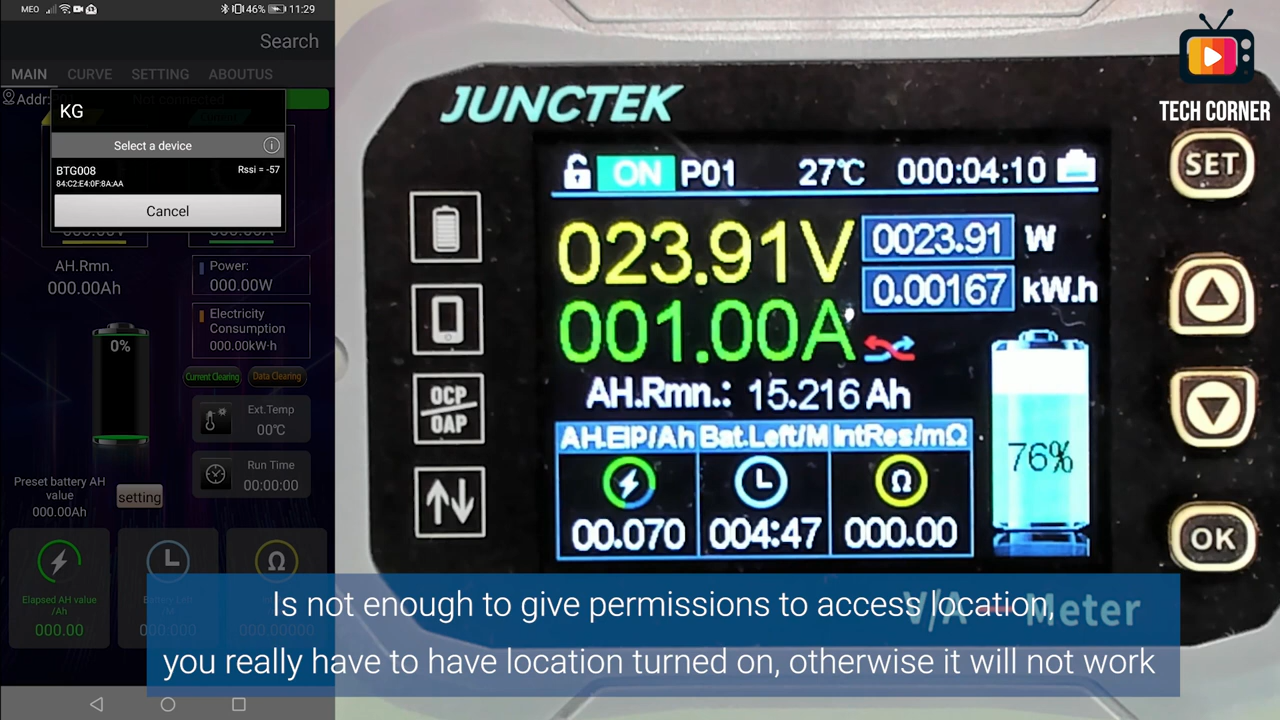 MEO
46%
11:29
Search
MAIN CURVE SETTING ABOUTUS
Addr:
Not connected
KG
Select a device
BTG008
Rssi = -57
84:C2:E4:0F:8A:AA
Cancel
AH.Rmn.
000.00Ah
Power:
000.00W
Electricity
Consumption
000.00kW·h
0%
Current Clearing
Data Clearing
Ext.Temp
00℃
Run Time
00:00:00
Preset battery AH
value
000.00Ah
setting
Elapsed AH value
/Ah
000.00
JUNCTEK
ON P01 27℃ 000:04:10
023.91V
0023.91 W
0.00167 kW.h
001.00A
AH.Rmn.: 15.216 Ah
AH.EIP/Ah Bat.Left/M IntRes/mΩ
00.070 004:47 000.00
76%
OCP
OAP
SET
OK
V/A Meter
TECH CORNER
Is not enough to give permissions to access location,
you really have to have location turned on, otherwise it will not work